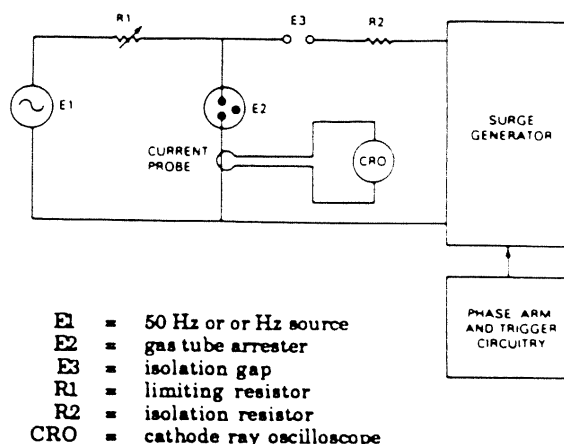 R1
E3
R2
E1
E2
SURGE
GENERATOR
CURRENT
PROBE
CRO
PHASE ARM
AND TRIGGER
CIRCUITRY
E1 = 50 Hz or or Hz source
E2 = gas tube arrester
E3 = isolation gap
R1 = limiting resistor
R2 = isolation resistor
CRO = cathode ray oscilloscope